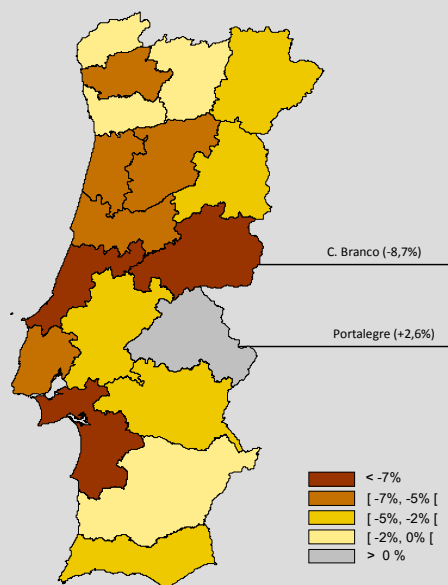 C. Branco (-8,7%)
Portalegre (+2,6%)
< -7%
[ -7%, -5% [
[ -5%, -2% [
[ -2%, 0% [
> 0 %